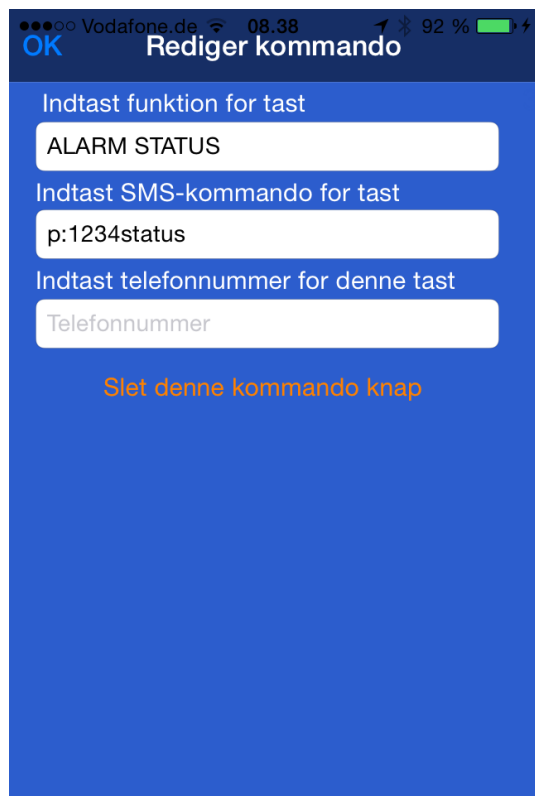 Vodafone.de 08.38 92 %
OK Rediger kommando
Indtast funktion for tast
ALARM STATUS
Indtast SMS-kommando for tast
p:1234status
Indtast telefonnummer for denne tast
Telefonnummer
Slet denne kommando knap